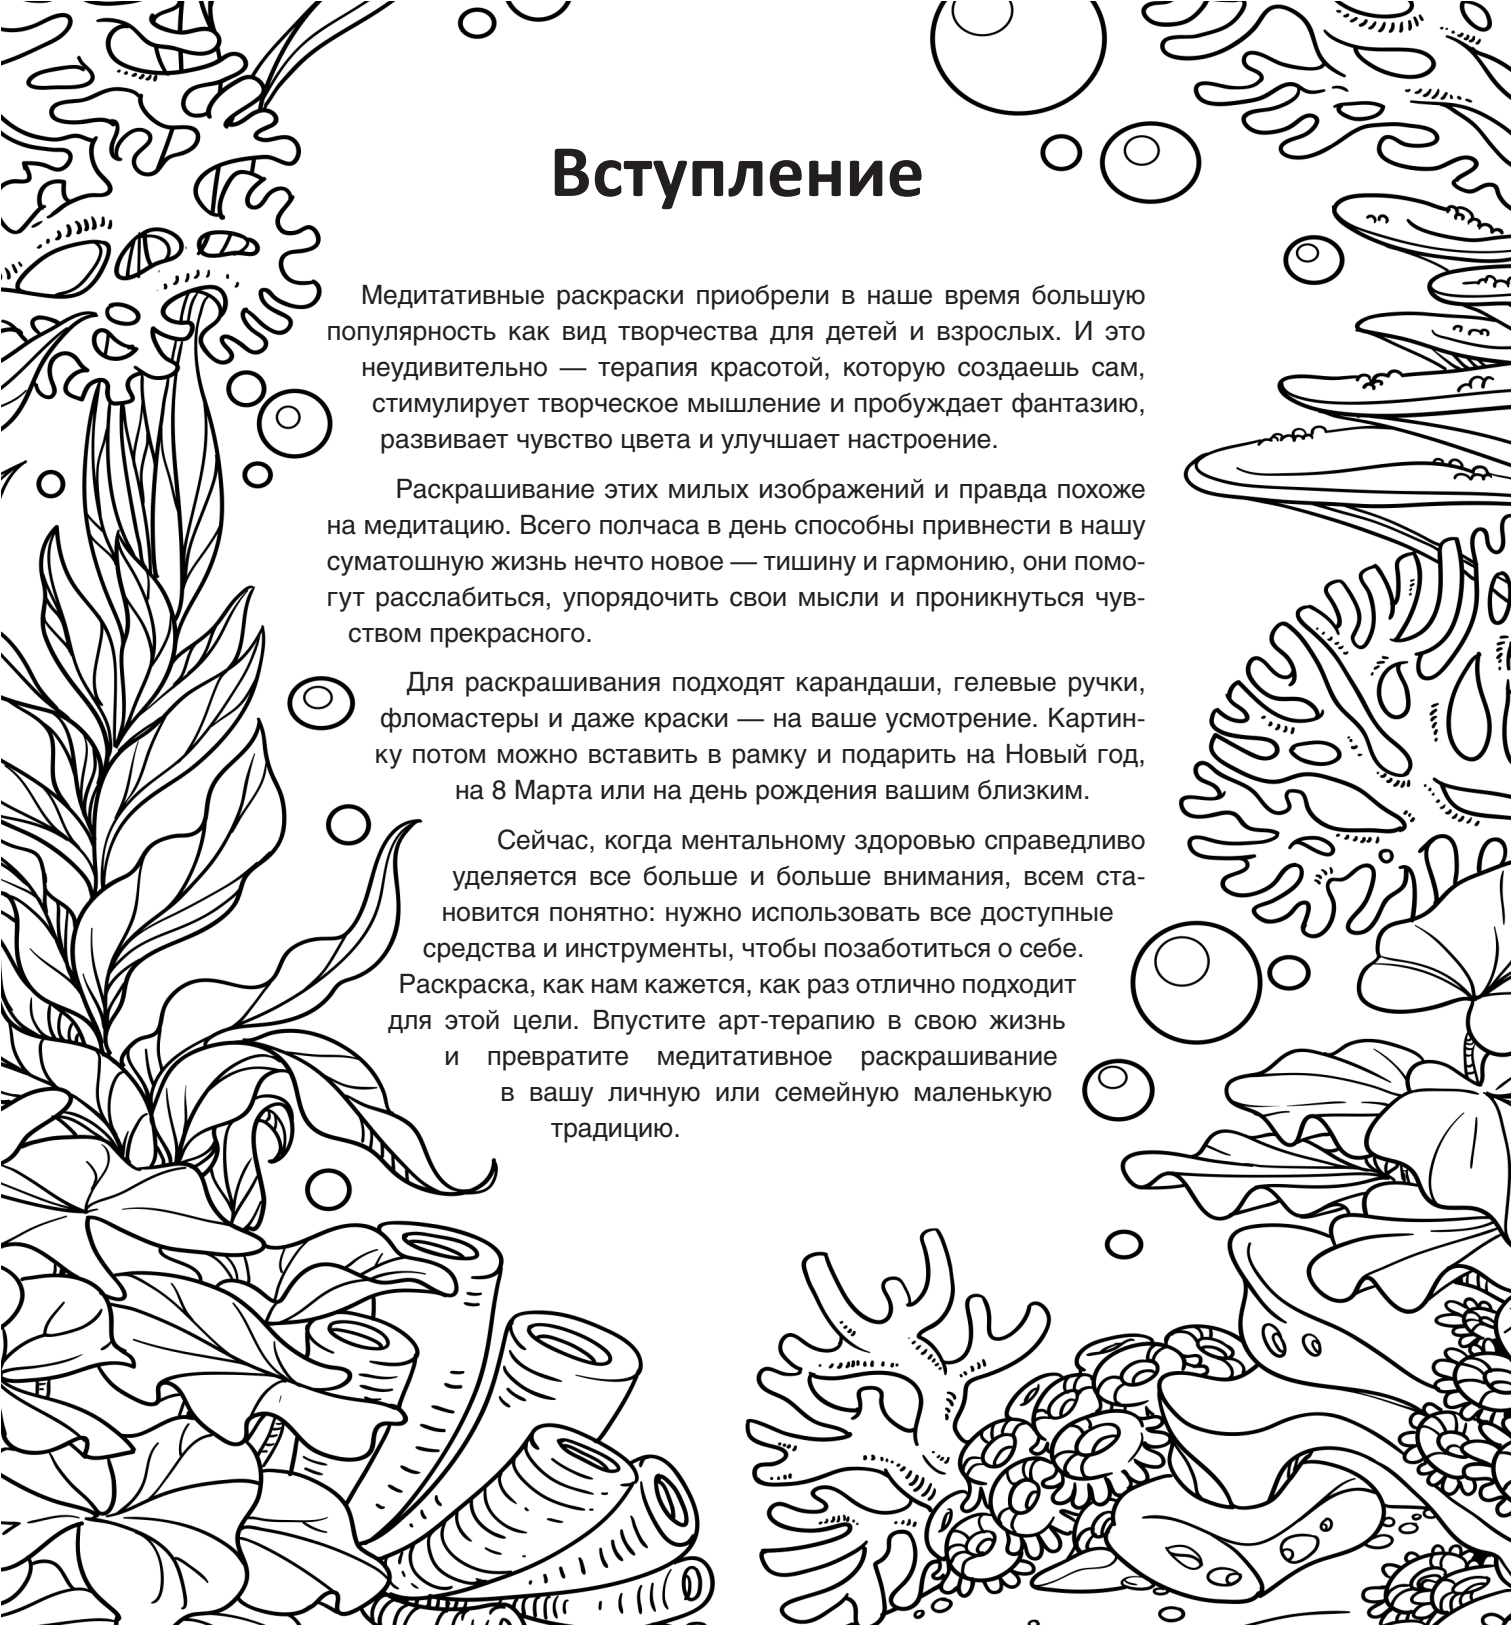 Вступление
Медитативные раскраски приобрели в наше время большую
популярность как вид творчества для детей и взрослых. И это
неудивительно — терапия красотой, которую создаешь сам,
стимулирует творческое мышление и пробуждает фантазию,
развивает чувство цвета и улучшает настроение.
Раскрашивание этих милых изображений и правда похоже
на медитацию. Всего полчаса в день способны привнести в нашу
суматошную жизнь нечто новое — тишину и гармонию, они помо-
гут расслабиться, упорядочить свои мысли и проникнуться чув-
ством прекрасного.
Для раскрашивания подходят карандаши, гелевые ручки,
фломастеры и даже краски — на ваше усмотрение. Картин-
ку потом можно вставить в рамку и подарить на Новый год,
на 8 Марта или на день рождения вашим близким.
Сейчас, когда ментальному здоровью справедливо
уделяется все больше и больше внимания, всем ста-
новится понятно: нужно использовать все доступные
средства и инструменты, чтобы позаботиться о себе.
Раскраска, как нам кажется, как раз отлично подходит
для этой цели. Впустите арт-терапию в свою жизнь
и превратите медитативное раскрашивание
в вашу личную или семейную маленькую
традицию.